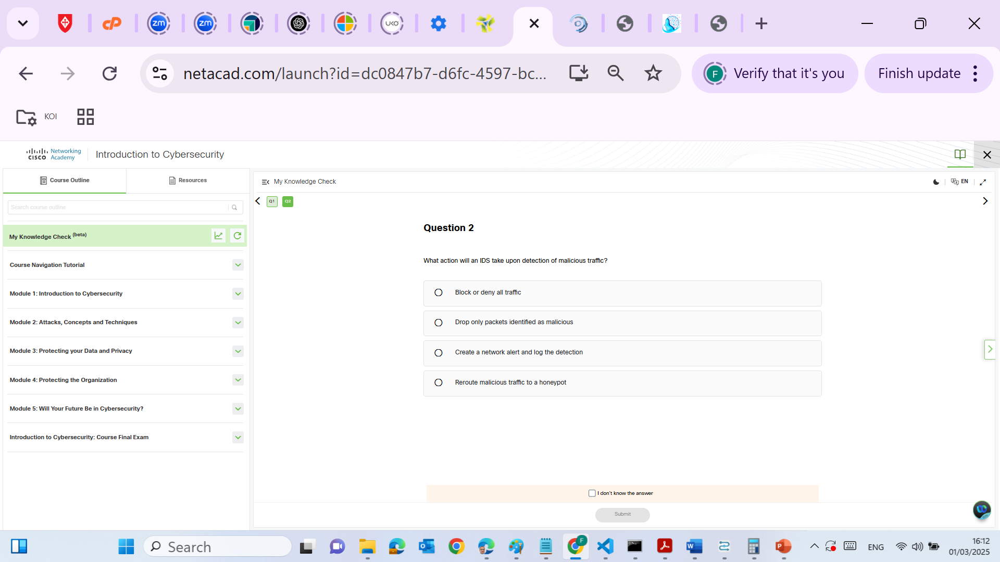 zm
zm
UKO
netacad.com/launch?id=dc0847b7-d6fc-4597-bc...
F
Verify that it's you
Finish update
KOI
CISCO
Networking
Academy
Introduction to Cybersecurity
Course Outline
Resources
Search course outline
My Knowledge Check (beta)
Course Navigation Tutorial
Module 1: Introduction to Cybersecurity
Module 2: Attacks, Concepts and Techniques
Module 3: Protecting your Data and Privacy
Module 4: Protecting the Organization
Module 5: Will Your Future Be in Cybersecurity?
Introduction to Cybersecurity: Course Final Exam
My Knowledge Check
EN
Q1
Q2
Question 2
What action will an IDS take upon detection of malicious traffic?
Block or deny all traffic
Drop only packets identified as malicious
Create a network alert and log the detection
Reroute malicious traffic to a honeypot
I don't know the answer
Submit
Search
F
ENG
16:12
01/03/2025